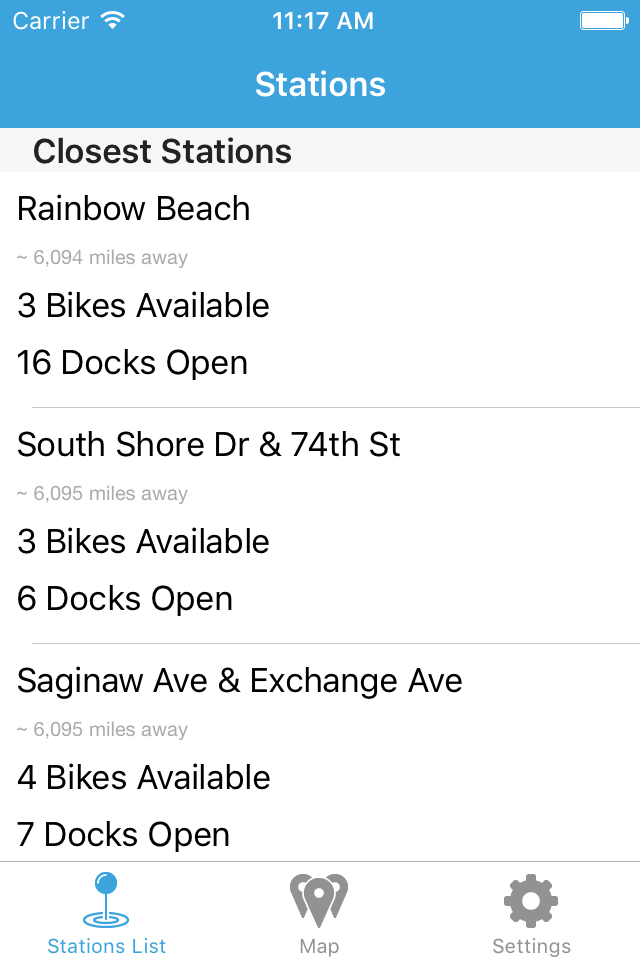 Carrier 11:17 AM
Stations
Closest Stations
Rainbow Beach
~ 6,094 miles away
3 Bikes Available
16 Docks Open
South Shore Dr & 74th St
~ 6,095 miles away
3 Bikes Available
6 Docks Open
Saginaw Ave & Exchange Ave
~ 6,095 miles away
4 Bikes Available
7 Docks Open
Stations List Map Settings